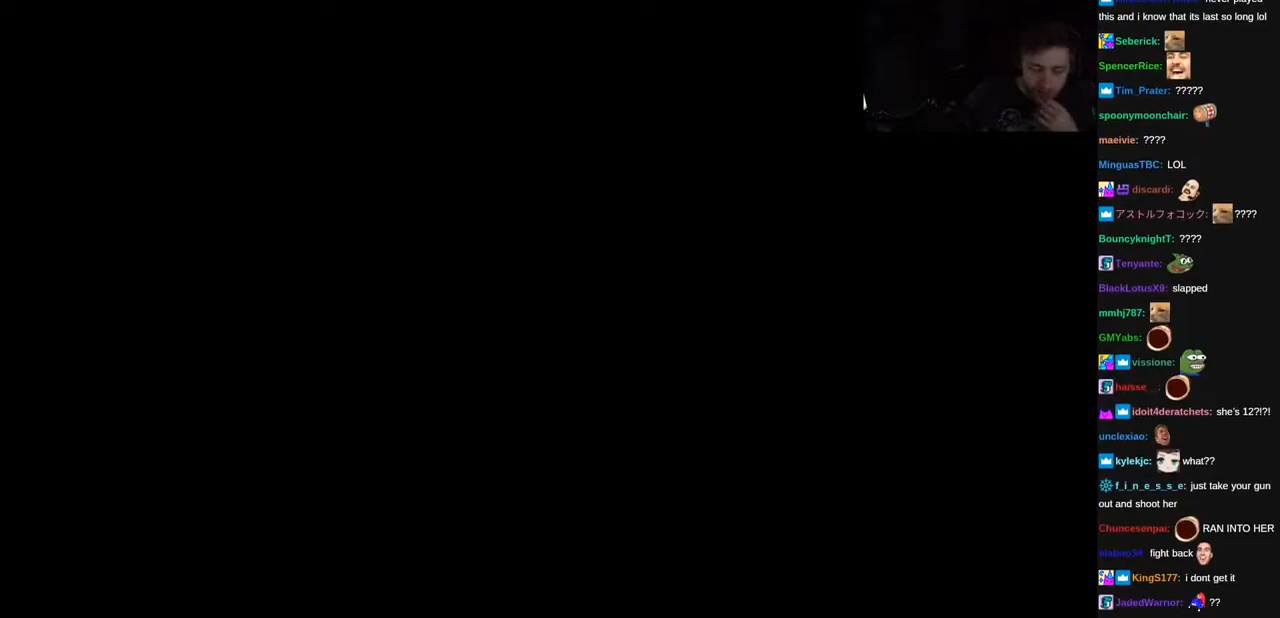 never played
this and i know that its last so long lol
Seberick:
SpencerRice:
Tim_Prater: ?????
spoonymoonchair:
maeivie: ????
MinguasTBC: LOL
discardi:
アストルフォコック: ????
BouncyknightT: ????
Tenyante:
BlackLotusX9: slapped
mmhj787:
GMYabs:
vissione:
haisse__:
idoit4deratchets: she's 12?!?!
unclexiao:
kylekjc: what??
f_i_n_e_s_s_e: just take your gun
out and shoot her
Chuncesenpai: RAN INTO HER
fight back
KingS177: i dont get it
JadedWarrior: ??